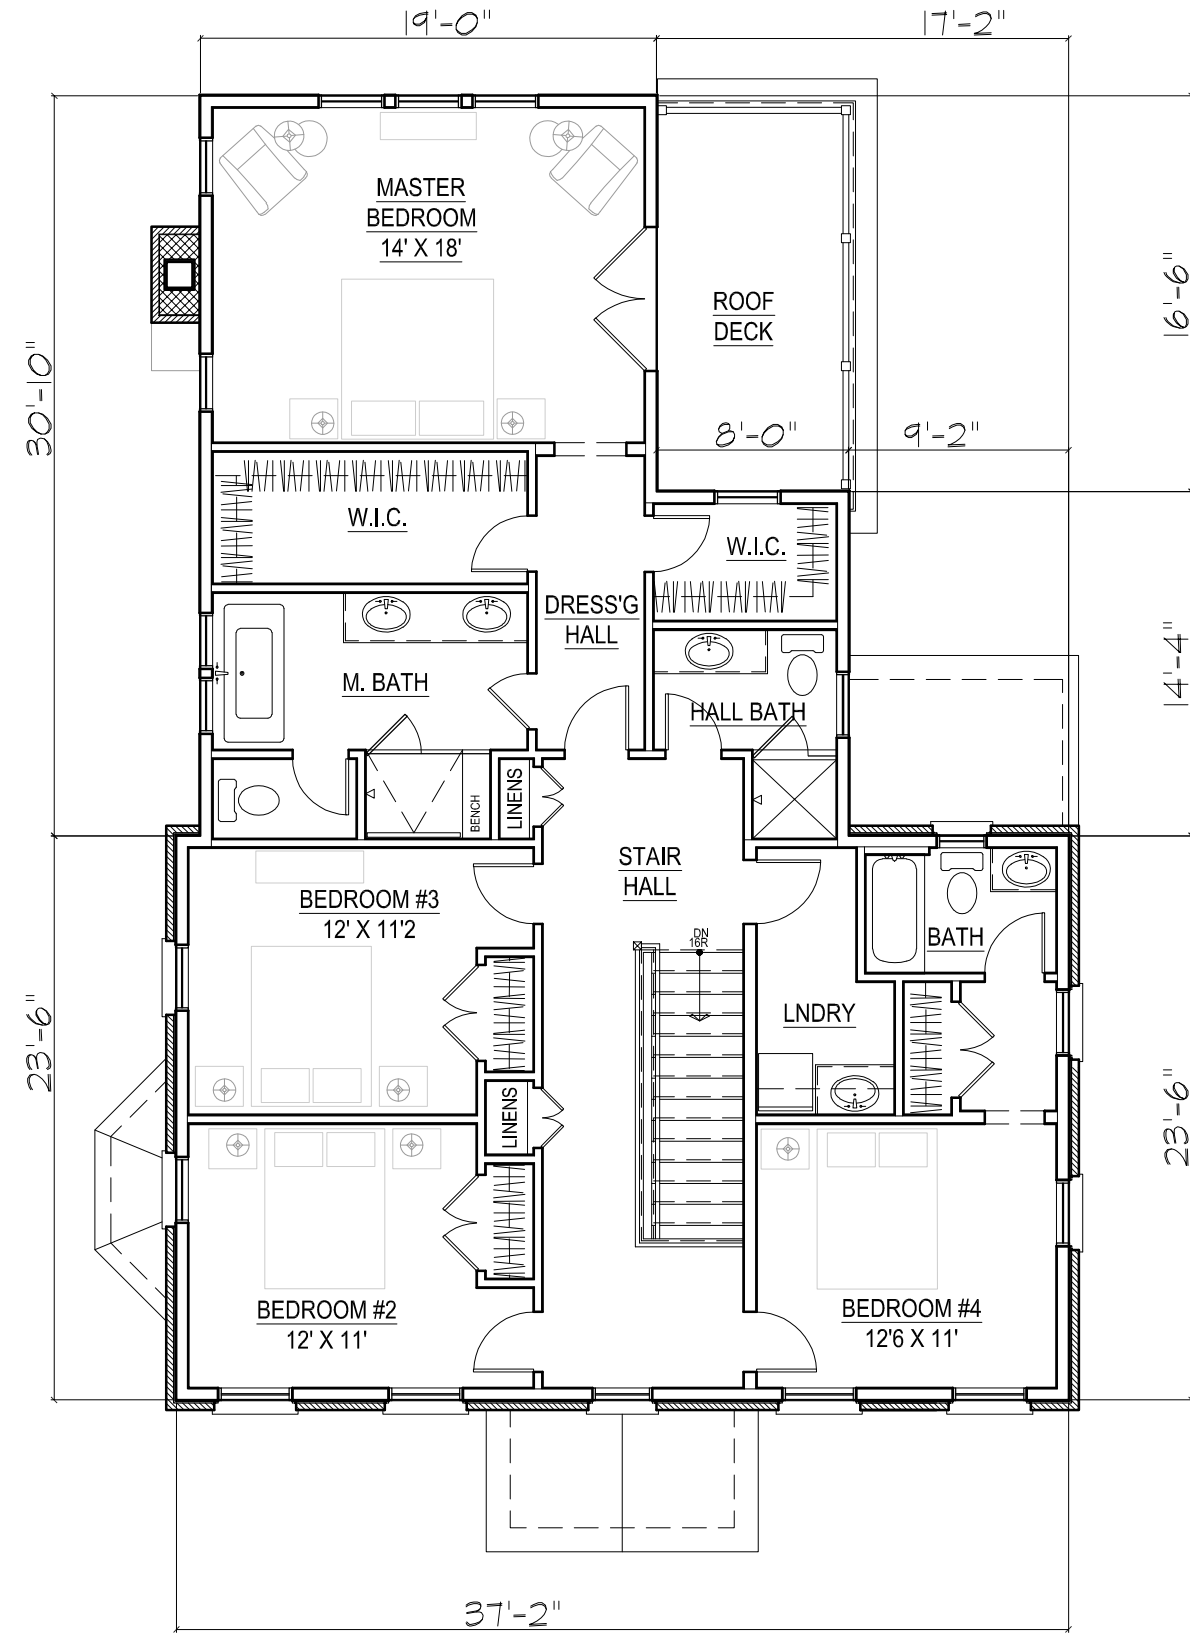 19'-0"
17'-2"
MASTER
BEDROOM
14' X 18'
ROOF
DECK
16'-6"
30'-10"
8'-0"
9'-2"
W.I.C.
W.I.C.
DRESS'G
HALL
14'-4"
M. BATH
HALL BATH
LINENS
BENCH
STAIR
HALL
BEDROOM #3
12' X 11'2
DN
16R
BATH
LNDRY
23'-6"
23'-6"
LINENS
BEDROOM #2
12' X 11'
BEDROOM #4
12'6 X 11'
37'-2"